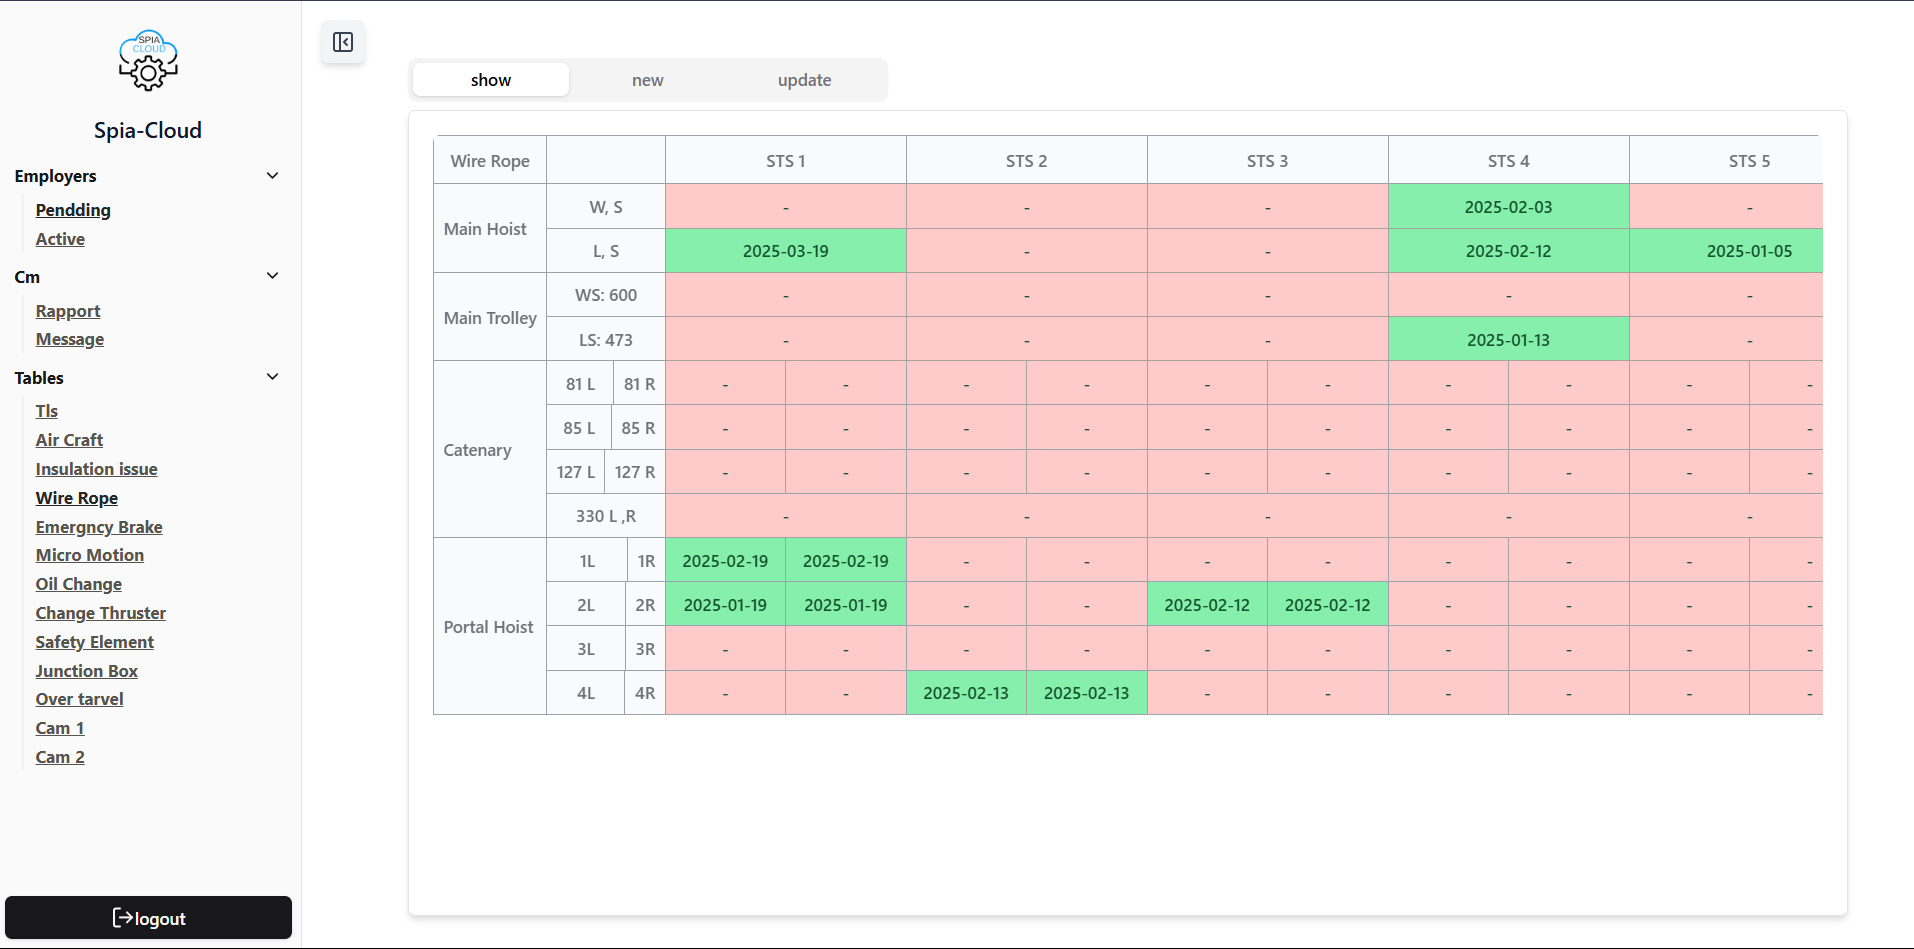 SPIA
CLOUD
Spia-Cloud
Employers
Pendding
Active
Cm
Rapport
Message
Tables
Tls
Air Craft
Insulation issue
Wire Rope
Emergncy Brake
Micro Motion
Oil Change
Change Thruster
Safety Element
Junction Box
Over tarvel
Cam 1
Cam 2
logout
show new update
Wire Rope STS 1 STS 2 STS 3 STS 4 STS 5
Main Hoist
W, S - - - 2025-02-03 -
L, S 2025-03-19 - - 2025-02-12 2025-01-05
Main Trolley
WS: 600 - - - - -
LS: 473 - - - 2025-01-13 -
Catenary
81 L 81 R - - - - - - - - - -
85 L 85 R - - - - - - - - - -
127 L 127 R - - - - - - - - - -
330 L ,R - - - - -
Portal Hoist
1L 1R 2025-02-19 2025-02-19 - - - - - - - -
2L 2R 2025-01-19 2025-01-19 - - 2025-02-12 2025-02-12 - - - -
3L 3R - - - - - - - - - -
4L 4R - - 2025-02-13 2025-02-13 - - - - - -